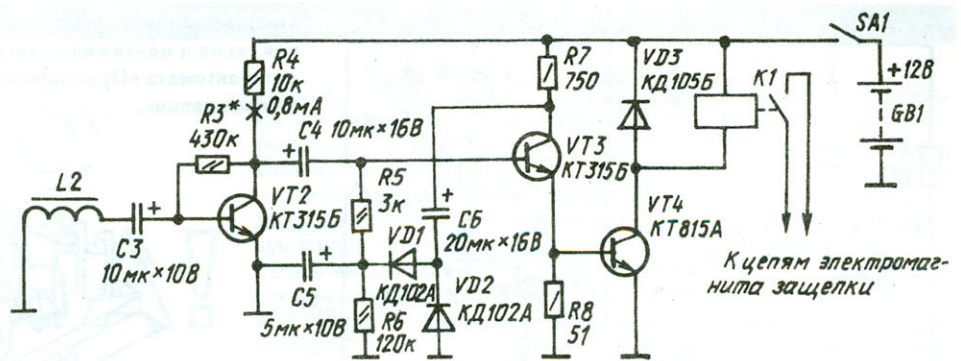 SA1
R4
10к
0,8мА
R3*
430к
C4 10мк×16В
R7
750
VD3
КД105Б
K1
+12В
GB1
VT3
КТ315Б
L2
VT2
КТ315Б
R5
3к
C6
20мк×16В
VT4
КТ815А
C3
10мк×10В
VD1
КД102А
C5
5мк×10В
VD2
КД102А
R6
120к
R8
51
К цепям электромаг-
нита защелки